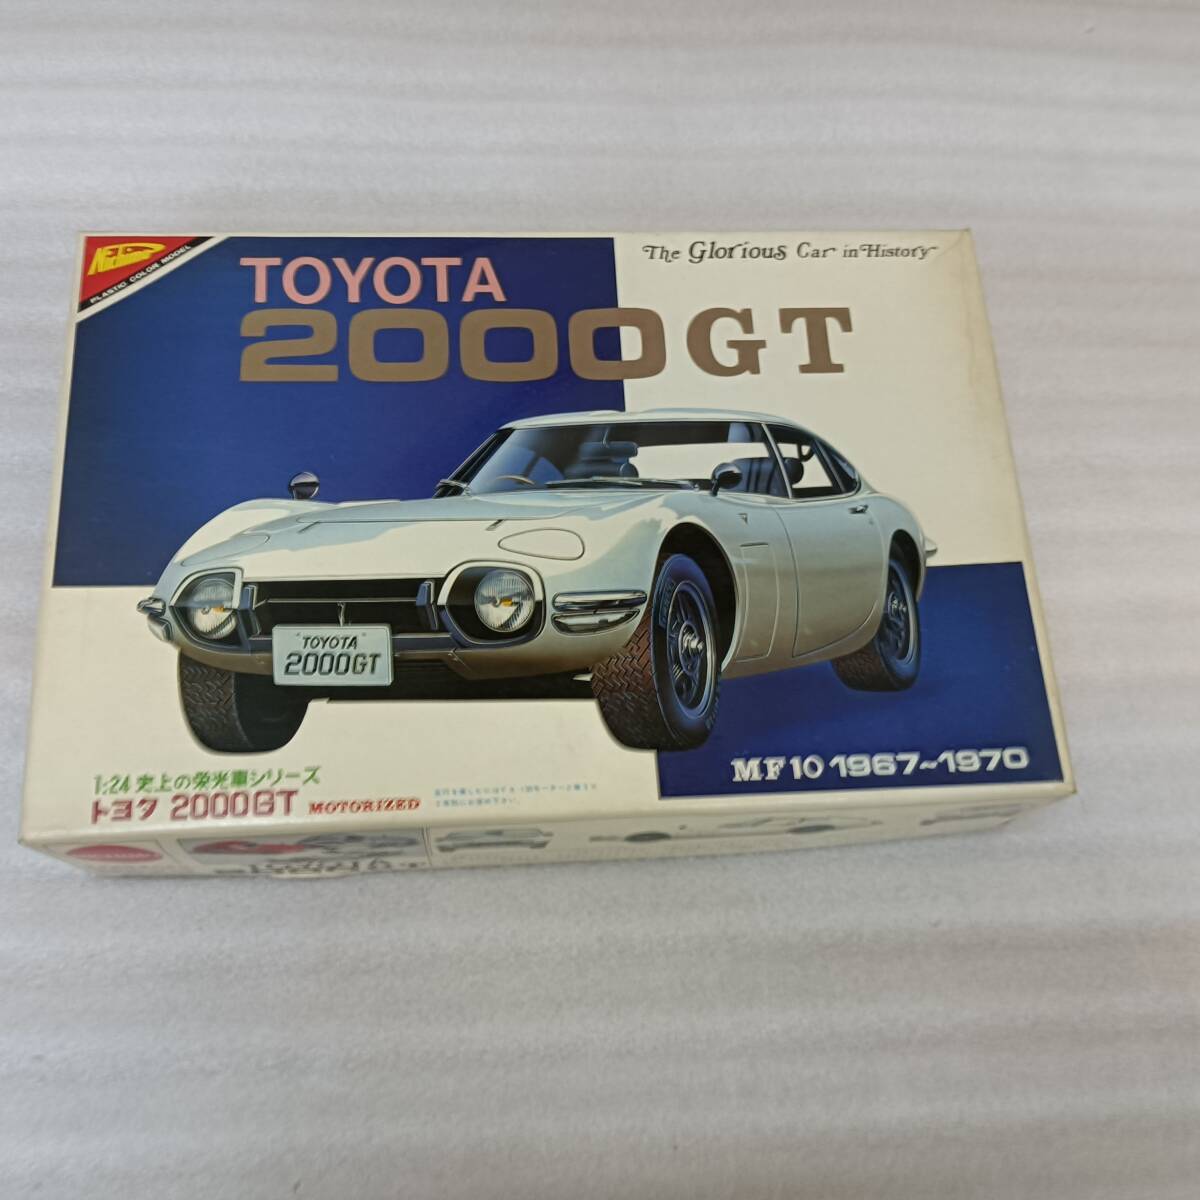 Nichimo
PLASTIC COLOR MODEL
The Glorious Car in History
TOYOTA
2000GT
TOYOTA
2000GT
MF10 1967~1970
1:24 史上の栄光車シリーズ
トヨタ 2000GT MOTORIZED